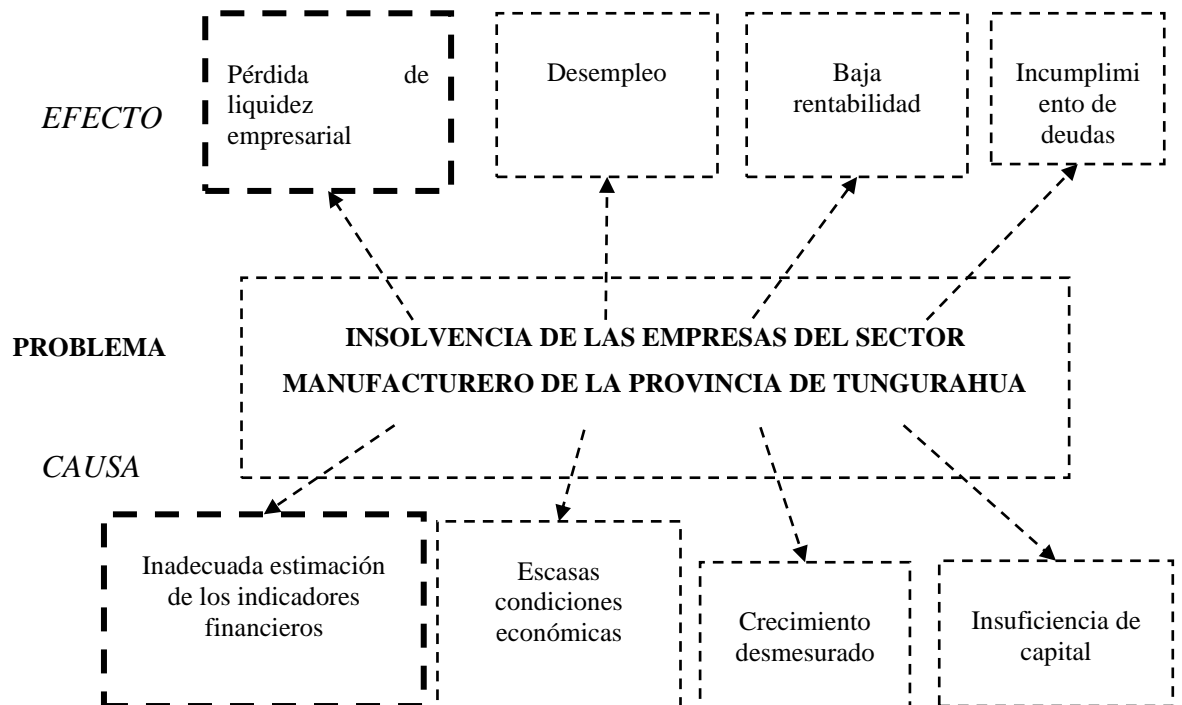 EFECTO
Pérdida de
liquidez
empresarial
Desempleo
Baja
rentabilidad
Incumplimi
ento de
deudas
PROBLEMA
INSOLVENCIA DE LAS EMPRESAS DEL SECTOR
MANUFACTURERO DE LA PROVINCIA DE TUNGURAHUA
CAUSA
Inadecuada estimación
de los indicadores
financieros
Escasas
condiciones
económicas
Crecimiento
desmesurado
Insuficiencia de
capital